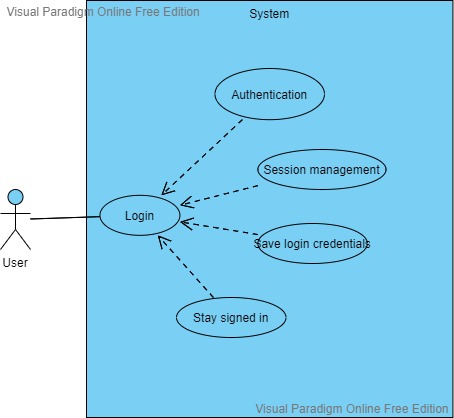 Visual Paradigm Online Free Edition
System
Authentication
Session management
Login
Save login credentials
User
Stay signed in
Visual Paradigm Online Free Edition